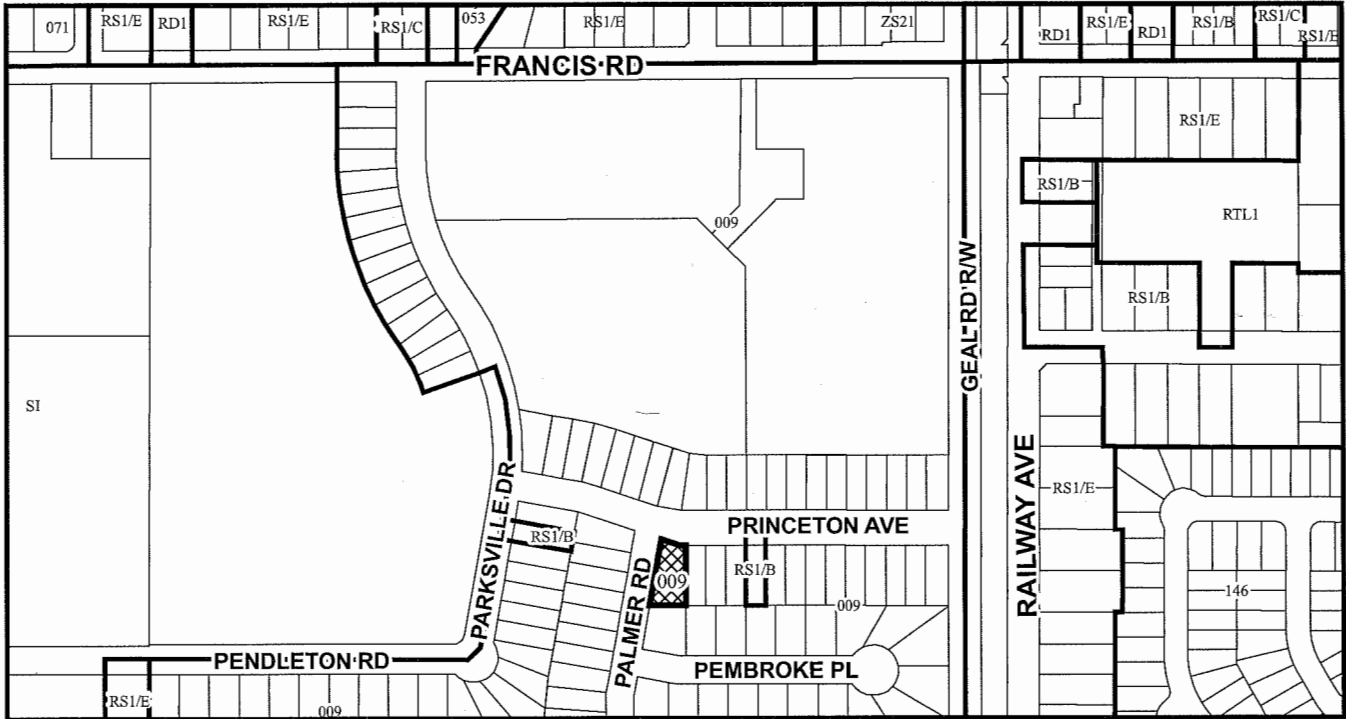 071
RS1/E
RD1
RS1/E
RS1/C
053
RS1/E
ZS21
RD1
RS1/E
RD1
RS1/B
RS1/C
RS1/E
FRANCIS RD
RS1/E
RS1/B
RTL1
009
GEAL RD R/W
RS1/B
SI
RAILWAY AVE
PARKSVILLE DR
RS1/E
PRINCETON AVE
RS1/B
PALMER RD
009
RS1/B
009
146
PENDLETON RD
PEMBROKE PL
RS1/E
009